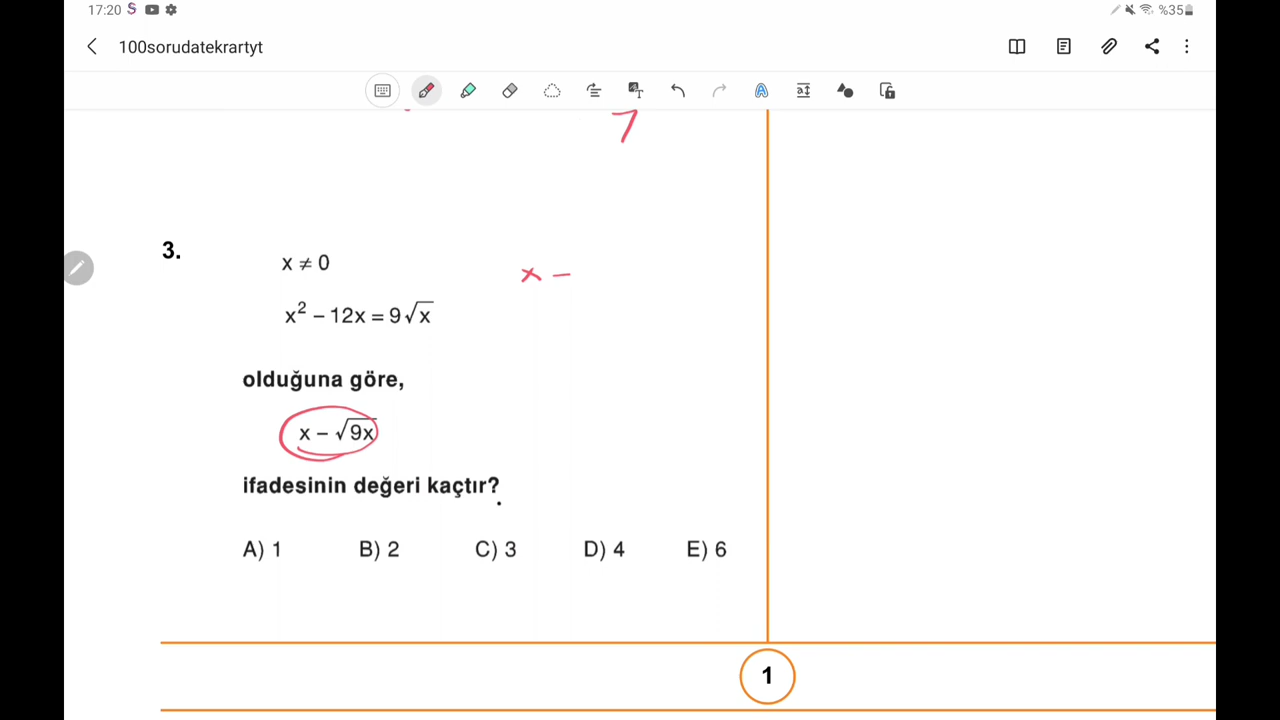 17:20 %35
100sorudatekrartyt
7
3.
x ≠ 0
x –
x² – 12x = 9√x
olduğuna göre,
x – √9x
ifadesinin değeri kaçtır?
A) 1 B) 2 C) 3 D) 4 E) 6
1